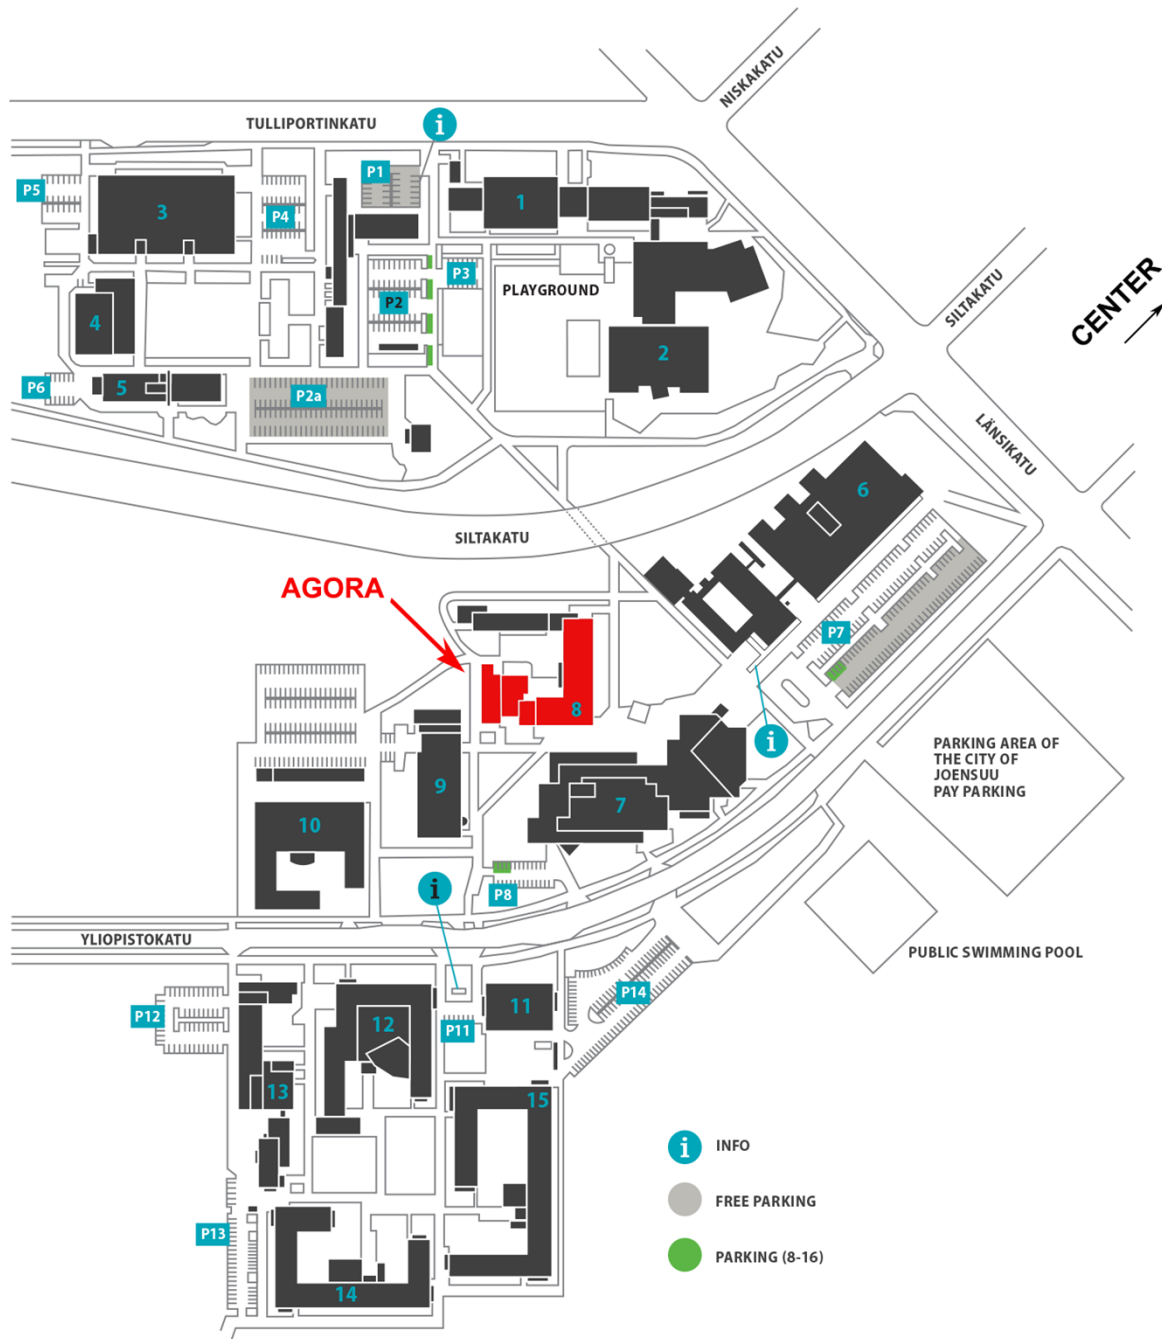 NISKAKATU
TULLIPORTINKATU
i
P1
P5
3
P4
1
P3
PLAYGROUND
P2
SILTAKATU
CENTER
4
2
P6
5
P2a
LÄNSIKATU
6
SILTAKATU
AGORA
P7
8
i
PARKING AREA OF
THE CITY OF
JOENSUU
PAY PARKING
9
7
10
i
P8
YLIOPISTOKATU
PUBLIC SWIMMING POOL
P14
11
P12
12
P11
13
15
i INFO
FREE PARKING
P13
PARKING (8-16)
14